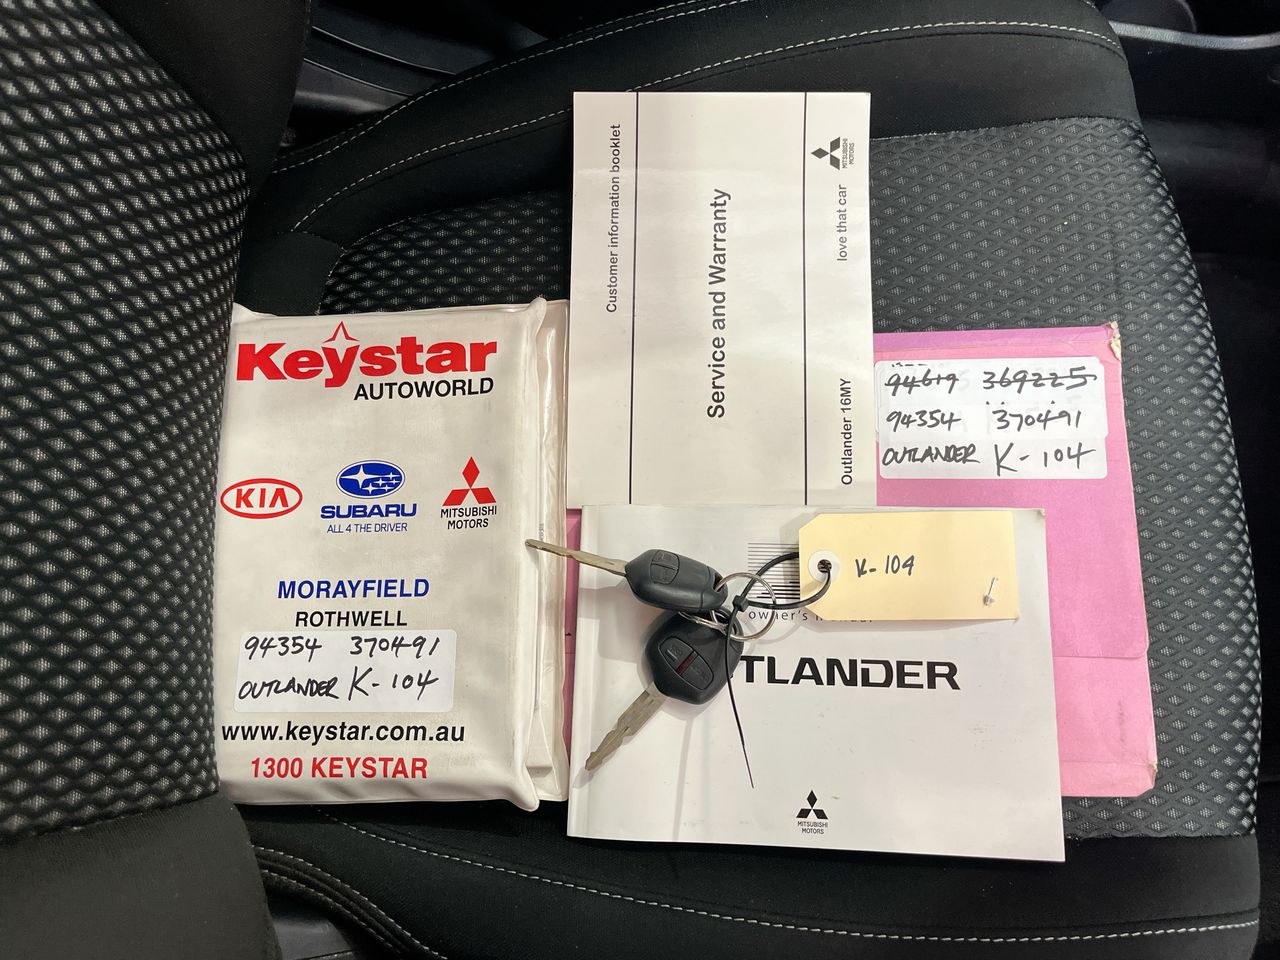 Keystar
AUTOWORLD
KIA
SUBARU
ALL 4 THE DRIVER
MITSUBISHI
MOTORS
MORAYFIELD
ROTHWELL
94354 370491
OUTLANDER K-104
www.keystar.com.au
1300 KEYSTAR
Customer information booklet
Service and Warranty
Outlander 16MY
love that car
MITSUBISHI
MOTORS
94619 369225
94354 370491
OUTLANDER K-104
K-104
owner's manual
TLANDER
MITSUBISHI
MOTORS